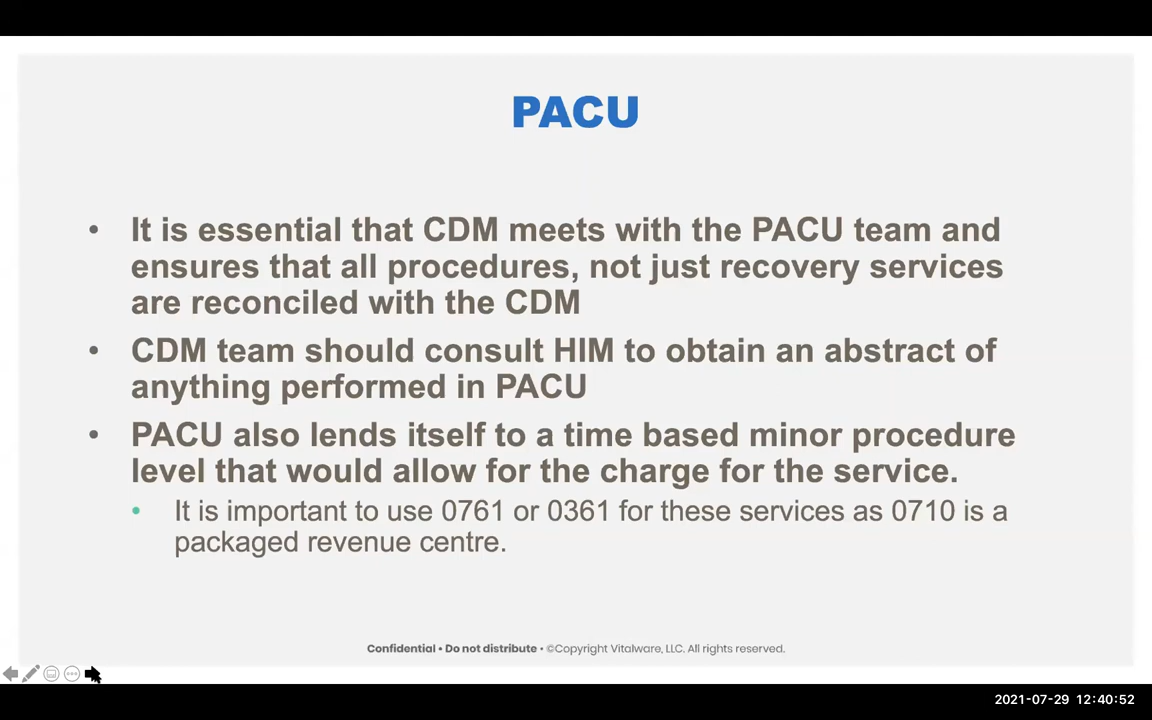 PACU
• It is essential that CDM meets with the PACU team and
ensures that all procedures, not just recovery services
are reconciled with the CDM
• CDM team should consult HIM to obtain an abstract of
anything performed in PACU
• PACU also lends itself to a time based minor procedure
level that would allow for the charge for the service.
• It is important to use 0761 or 0361 for these services as 0710 is a
packaged revenue centre.
Confidential • Do not distribute • ©Copyright Vitalware, LLC. All rights reserved.
2021-07-29 12:40:52